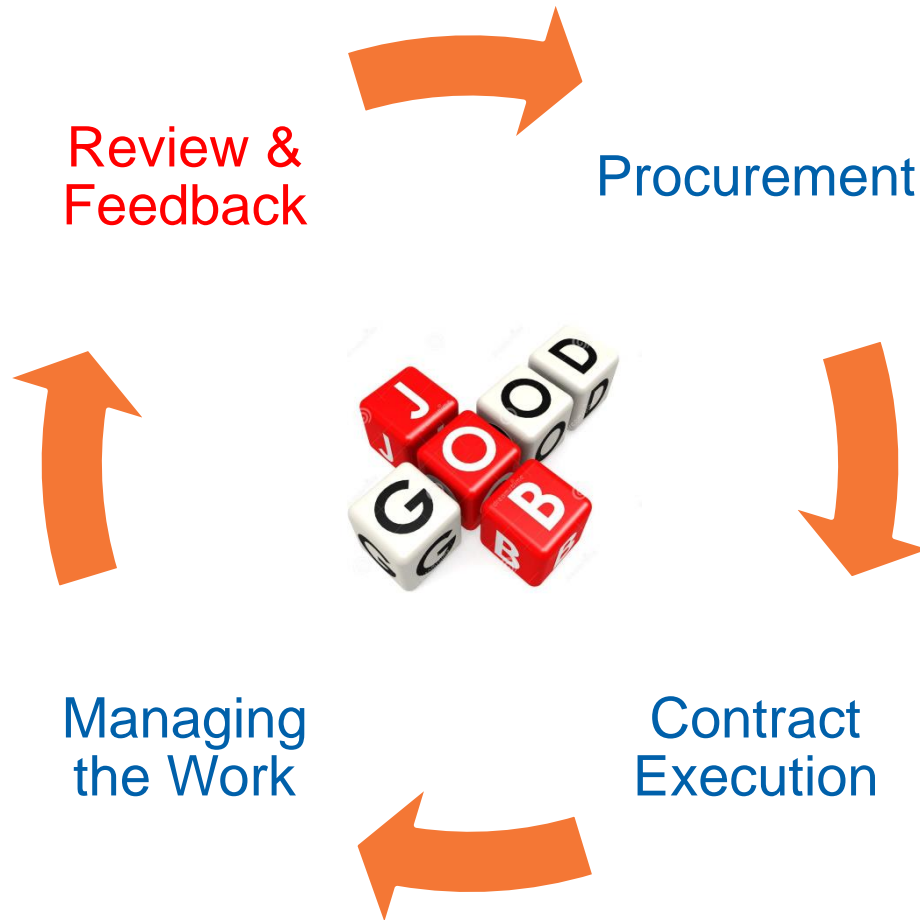 Review &
Feedback
Procurement
GOOD
JOB
Managing
the Work
Contract
Execution